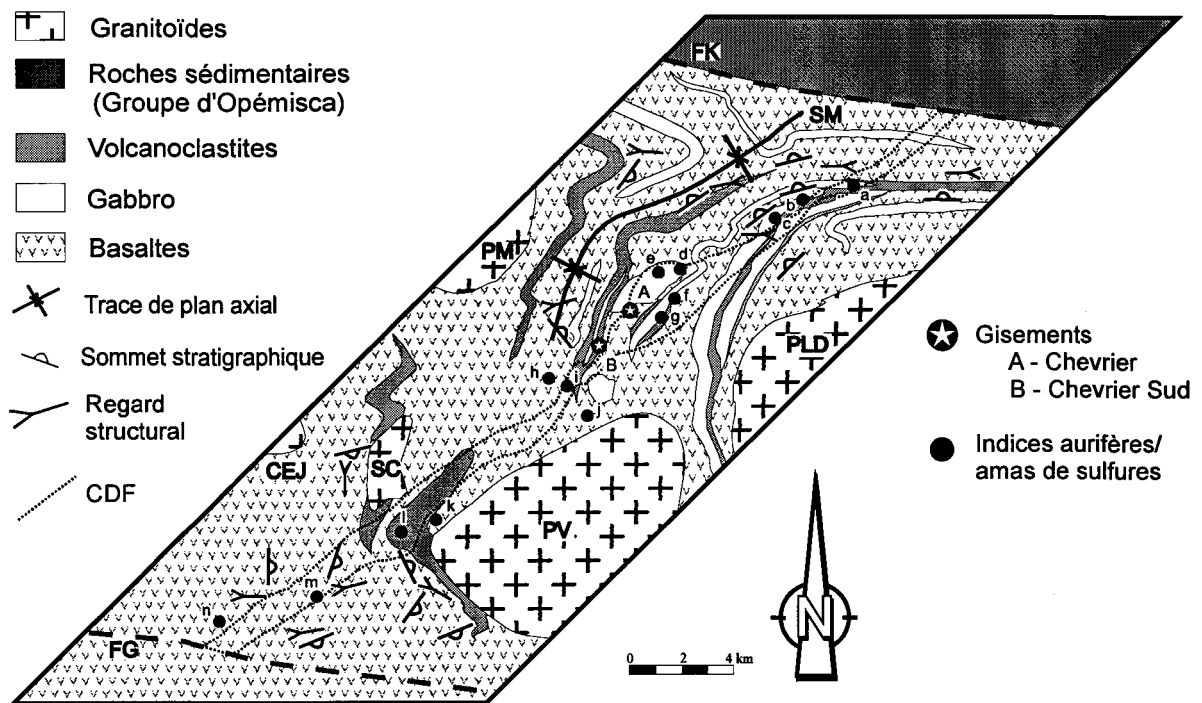 Granitoïdes
Roches sédimentaires
(Groupe d'Opémisca)
Volcanoclastites
Gabbro
Basaltes
Trace de plan axial
Sommet stratigraphique
Regard
structural
CDF
FK
SM
a
b
c
PM
e
d
A
f
g
PLD
B
h
i
j
CEJ
SC
k
l
PV
m
n
FG
Gisements
A - Chevrier
B - Chevrier Sud
Indices aurifères/
amas de sulfures
N
0 2 4 km